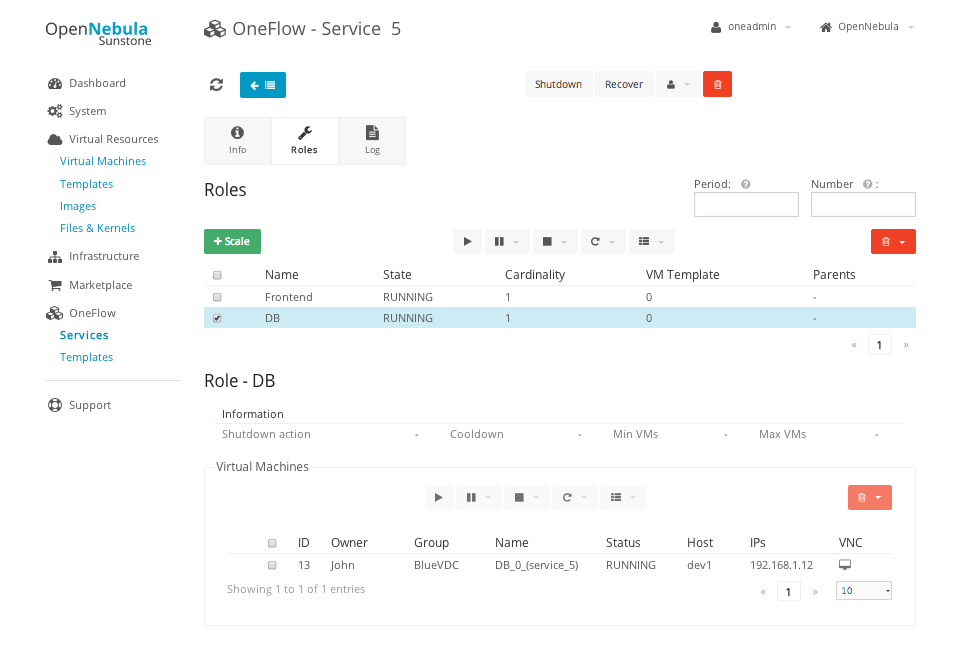 OpenNebula
Sunstone
OneFlow - Service 5
oneadmin
OpenNebula
Dashboard
System
Virtual Resources
Virtual Machines
Templates
Images
Files & Kernels
Infrastructure
Marketplace
OneFlow
Services
Templates
Support
Shutdown
Recover
Info
Roles
Log
Roles
Period:
Number :
+ Scale
Name State Cardinality VM Template Parents
Frontend RUNNING 1 0 -
DB RUNNING 1 0 -
« 1 »
Role - DB
Information
Shutdown action - Cooldown - Min VMs - Max VMs -
Virtual Machines
ID Owner Group Name Status Host IPs VNC
13 John BlueVDC DB_0_(service_5) RUNNING dev1 192.168.1.12
Showing 1 to 1 of 1 entries
« 1 » 10